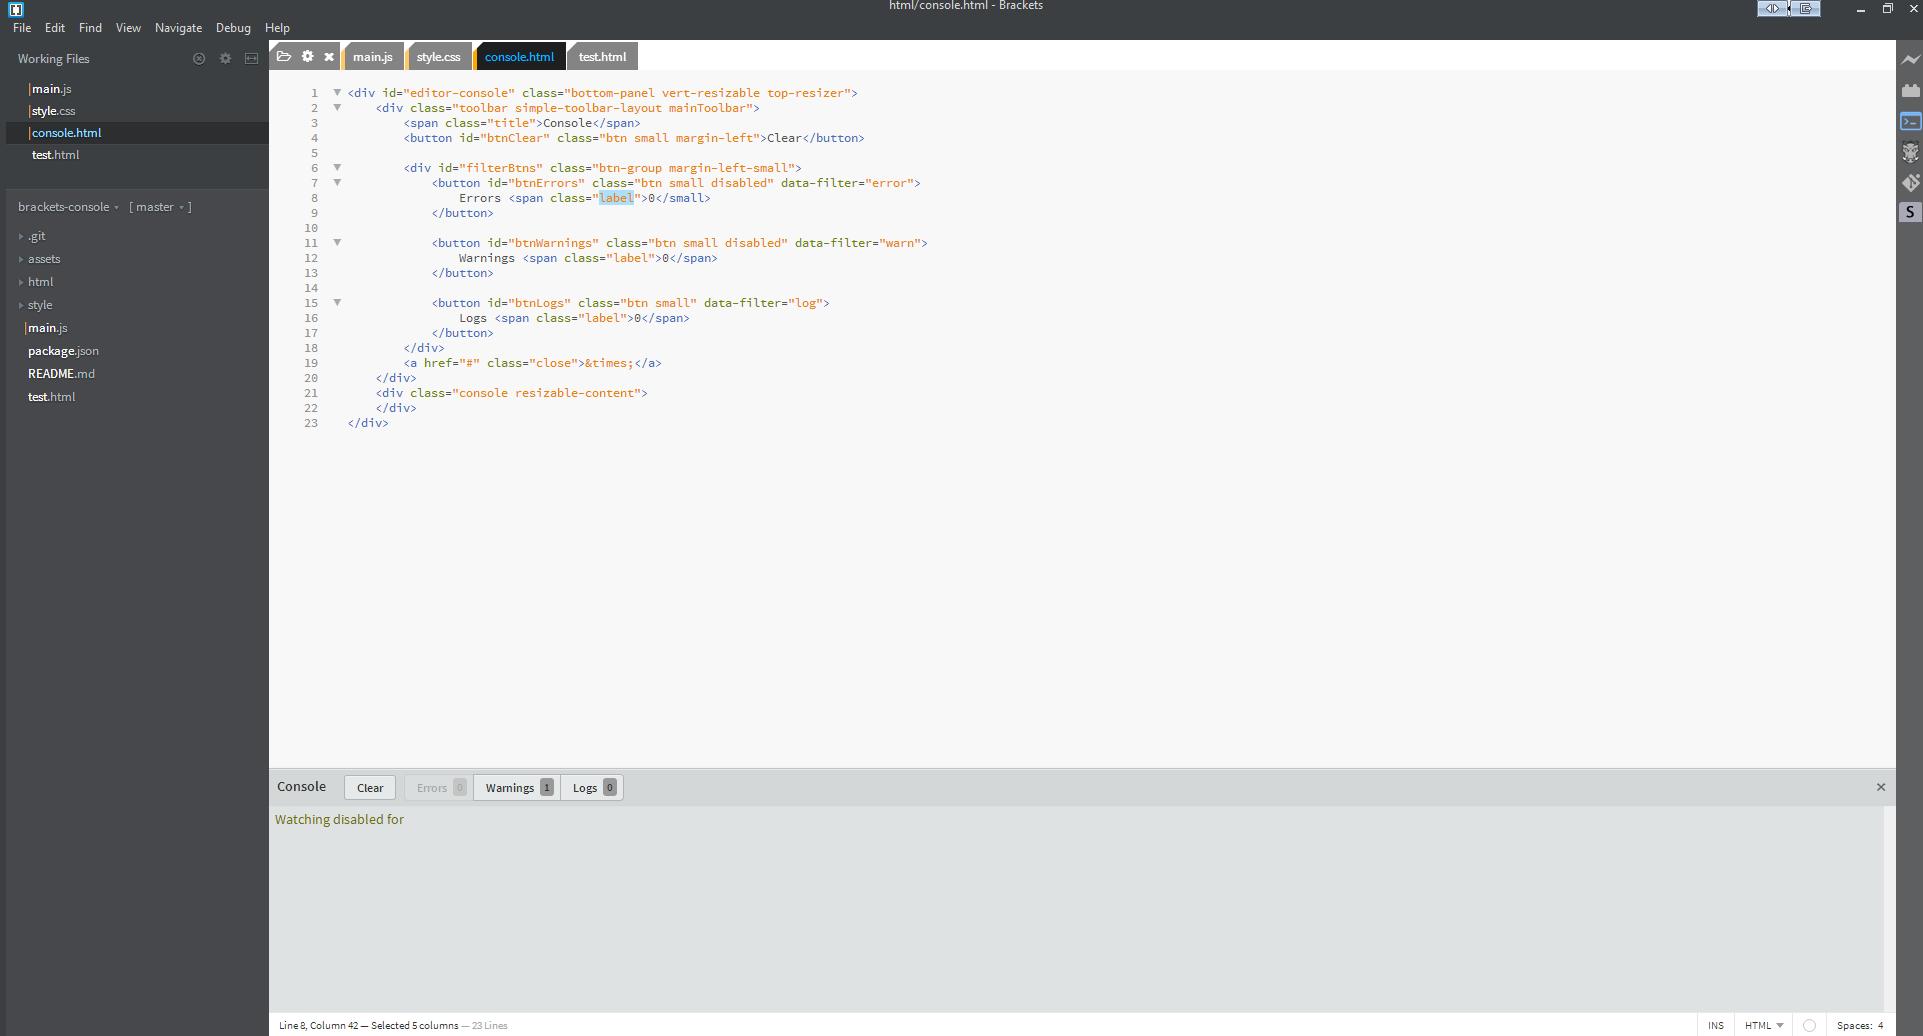 html/console.html - Brackets
File Edit Find View Navigate Debug Help
Working Files
main.js
style.css
console.html
test.html
brackets-console [ master ]
.git
assets
html
style
main.js
package.json
README.md
test.html
main.js style.css console.html test.html
1 <div id="editor-console" class="bottom-panel vert-resizable top-resizer">
2 <div class="toolbar simple-toolbar-layout mainToolbar">
3 <span class="title">Console</span>
4 <button id="btnClear" class="btn small margin-left">Clear</button>
5
6 <div id="filterBtns" class="btn-group margin-left-small">
7 <button id="btnErrors" class="btn small disabled" data-filter="error">
8 Errors <span class="label">0</small>
9 </button>
10
11 <button id="btnWarnings" class="btn small disabled" data-filter="warn">
12 Warnings <span class="label">0</span>
13 </button>
14
15 <button id="btnLogs" class="btn small" data-filter="log">
16 Logs <span class="label">0</span>
17 </button>
18 </div>
19 <a href="#" class="close">&times;</a>
20 </div>
21 <div class="console resizable-content">
22 </div>
23 </div>
S
Console Clear Errors 0 Warnings 1 Logs 0
Watching disabled for
Line 8, Column 42 — Selected 5 columns — 23 Lines INS HTML Spaces: 4